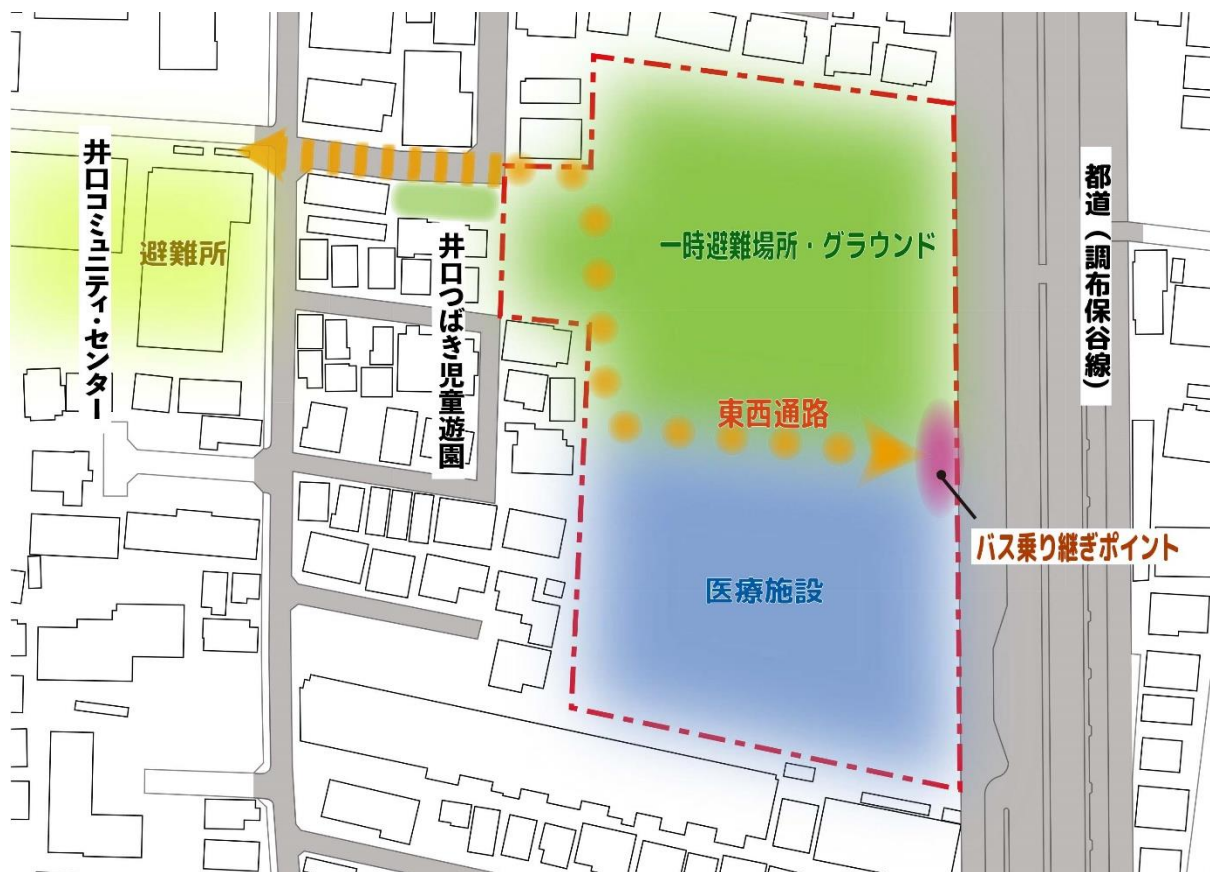 井口コミュニティ・センター
避難所
井口つばき児童遊園
一時避難場所・グラウンド
都道（調布保谷線）
東西通路
バス乗り継ぎポイント
医療施設